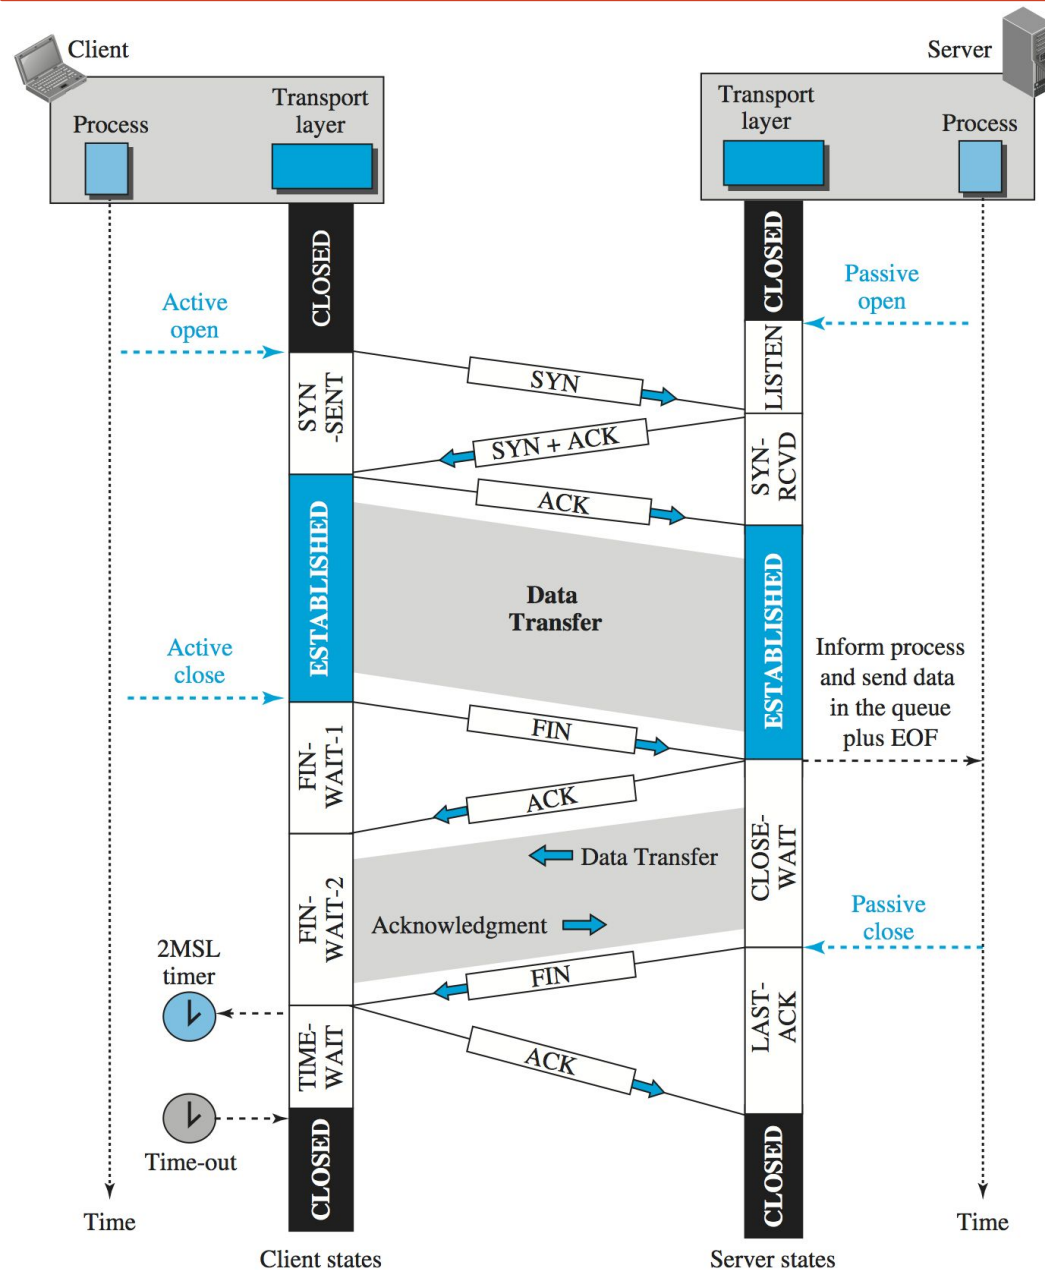 Client
Server
Transport
layer
Process
Transport
layer
Process
CLOSED
CLOSED
Passive
open
Active
open
LISTEN
SYN
SYN
-SENT
SYN + ACK
SYN-
RCVD
ACK
ESTABLISHED
ESTABLISHED
Data
Transfer
Active
close
Inform process
and send data
in the queue
plus EOF
FIN
FIN-
WAIT-1
ACK
CLOSE-
WAIT
Data Transfer
FIN-
WAIT-2
Acknowledgment
Passive
close
2MSL
timer
FIN
LAST-
ACK
TIME-
WAIT
ACK
Time-out
CLOSED
CLOSED
Time
Time
Client states
Server states